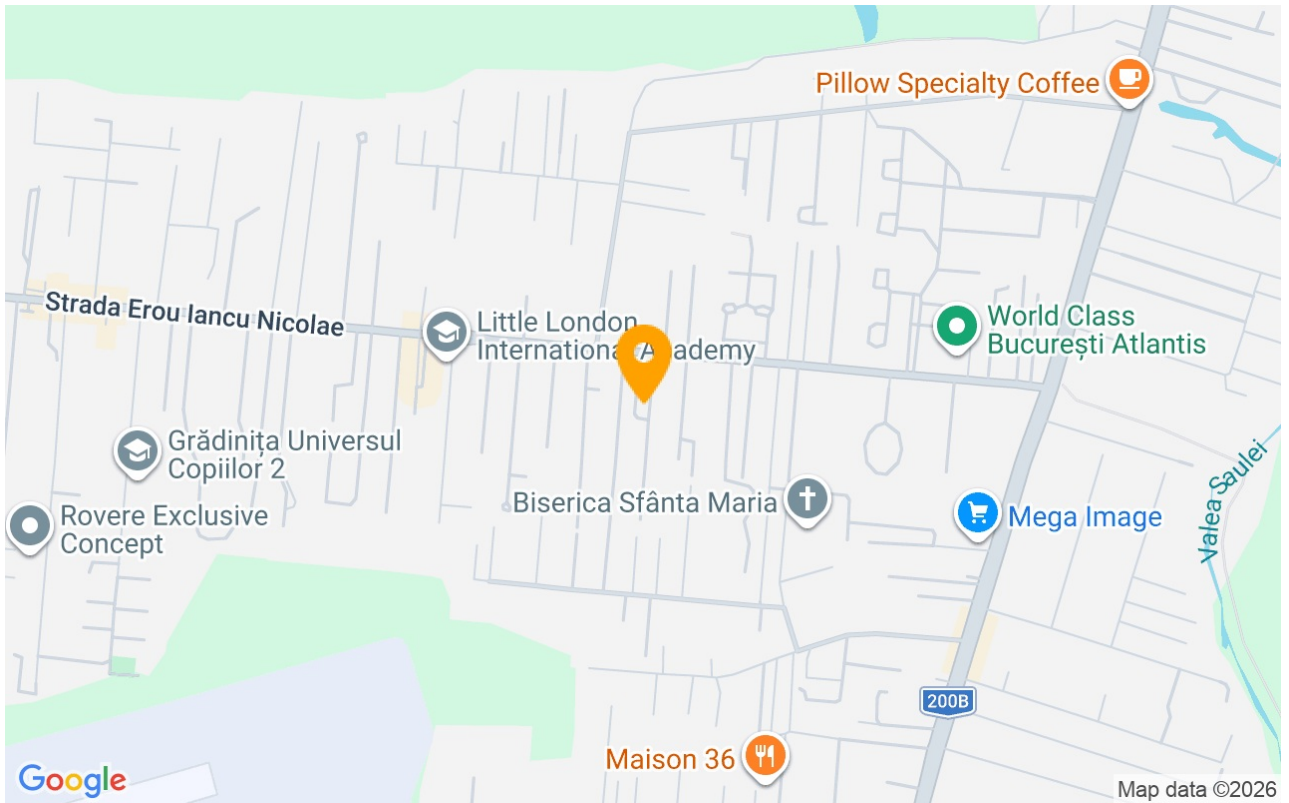 Pillow Specialty Coffee
Strada Erou Iancu Nicolae
Little London
International Academy
World Class
București Atlantis
Grădinița Universul
Copiilor 2
Valea Saulei
Biserica Sfânta Maria
Rovere Exclusive
Concept
Mega Image
200B
Maison 36
Google
Map data ©2026